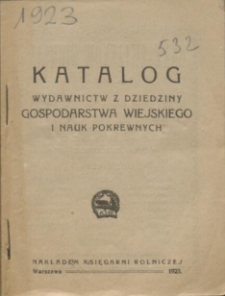 1923
532
KATALOG
WYDAWNICTW Z DZIEDZINY
GOSPODARSTWA WIEJSKIEGO
I NAUK POKREWNYCH
NAKŁADEM KSIĘGARNI ROLNICZEJ
Warszawa 1923.